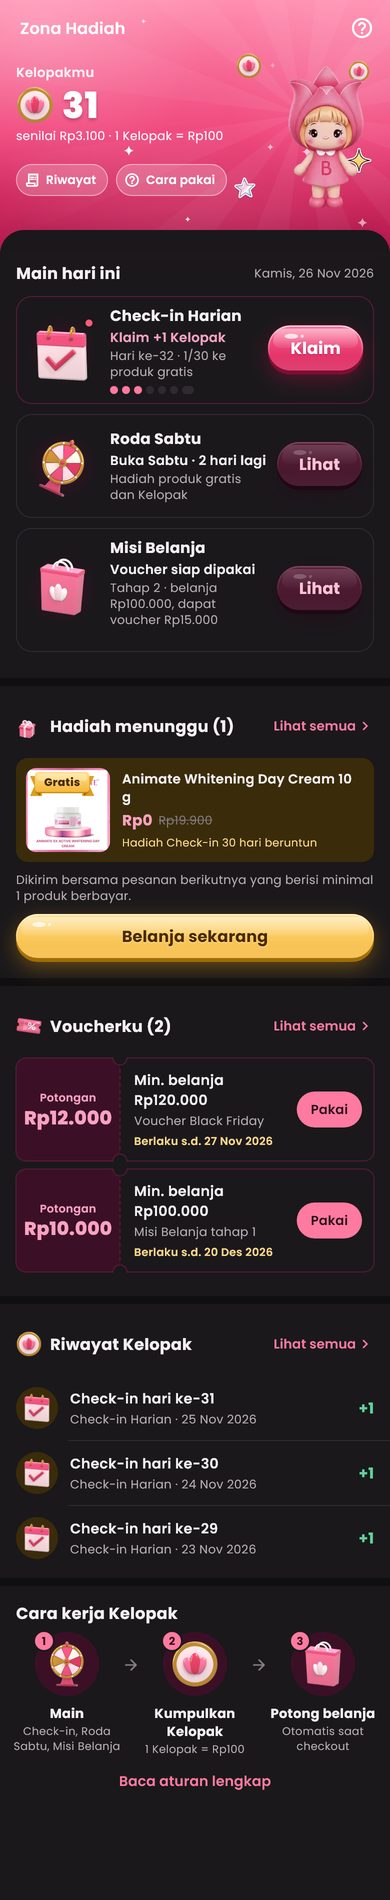 Zona Hadiah
Kelopakmu
31
senilai Rp3.100 · 1 Kelopak = Rp100
Riwayat
Cara pakai
B
Main hari ini
Kamis, 26 Nov 2026
Check-in Harian
Klaim +1 Kelopak
Hari ke-32 · 1/30 ke
produk gratis
Klaim
Roda Sabtu
Buka Sabtu · 2 hari lagi
Hadiah produk gratis
dan Kelopak
Lihat
Misi Belanja
Voucher siap dipakai
Tahap 2 · belanja
Rp100.000, dapat
voucher Rp15.000
Lihat
Hadiah menunggu (1)
Lihat semua
Gratis
Animate Whitening Day Cream 10
g
Rp0 Rp19.900
Hadiah Check-in 30 hari beruntun
Dikirim bersama pesanan berikutnya yang berisi minimal
1 produk berbayar.
Belanja sekarang
Voucherku (2)
Lihat semua
Potongan
Rp12.000
Min. belanja
Rp120.000
Voucher Black Friday
Berlaku s.d. 27 Nov 2026
Pakai
Potongan
Rp10.000
Min. belanja
Rp100.000
Misi Belanja tahap 1
Berlaku s.d. 20 Des 2026
Pakai
Riwayat Kelopak
Lihat semua
Check-in hari ke-31
Check-in Harian · 25 Nov 2026
+1
Check-in hari ke-30
Check-in Harian · 24 Nov 2026
+1
Check-in hari ke-29
Check-in Harian · 23 Nov 2026
+1
Cara kerja Kelopak
1
Main
Check-in, Roda
Sabtu, Misi Belanja
2
Kumpulkan
Kelopak
1 Kelopak = Rp100
3
Potong belanja
Otomatis saat
checkout
Baca aturan lengkap